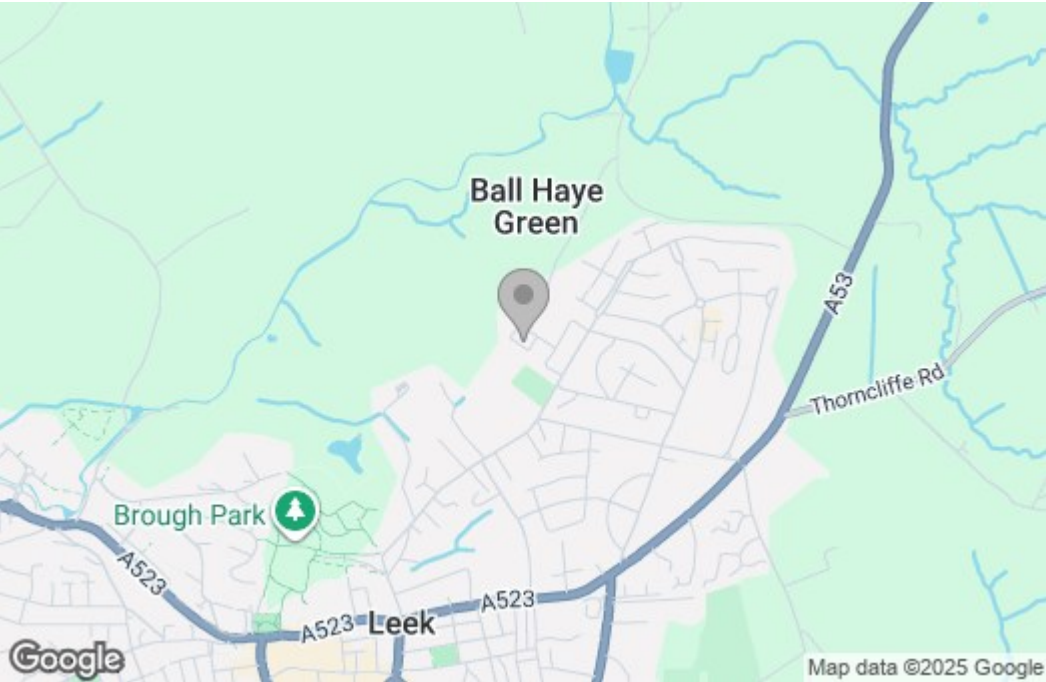 Ball Haye
Green
A53
Thorncliffe Rd
Brough Park
A523
A523
A523
Leek
Google
Map data ©2025 Google